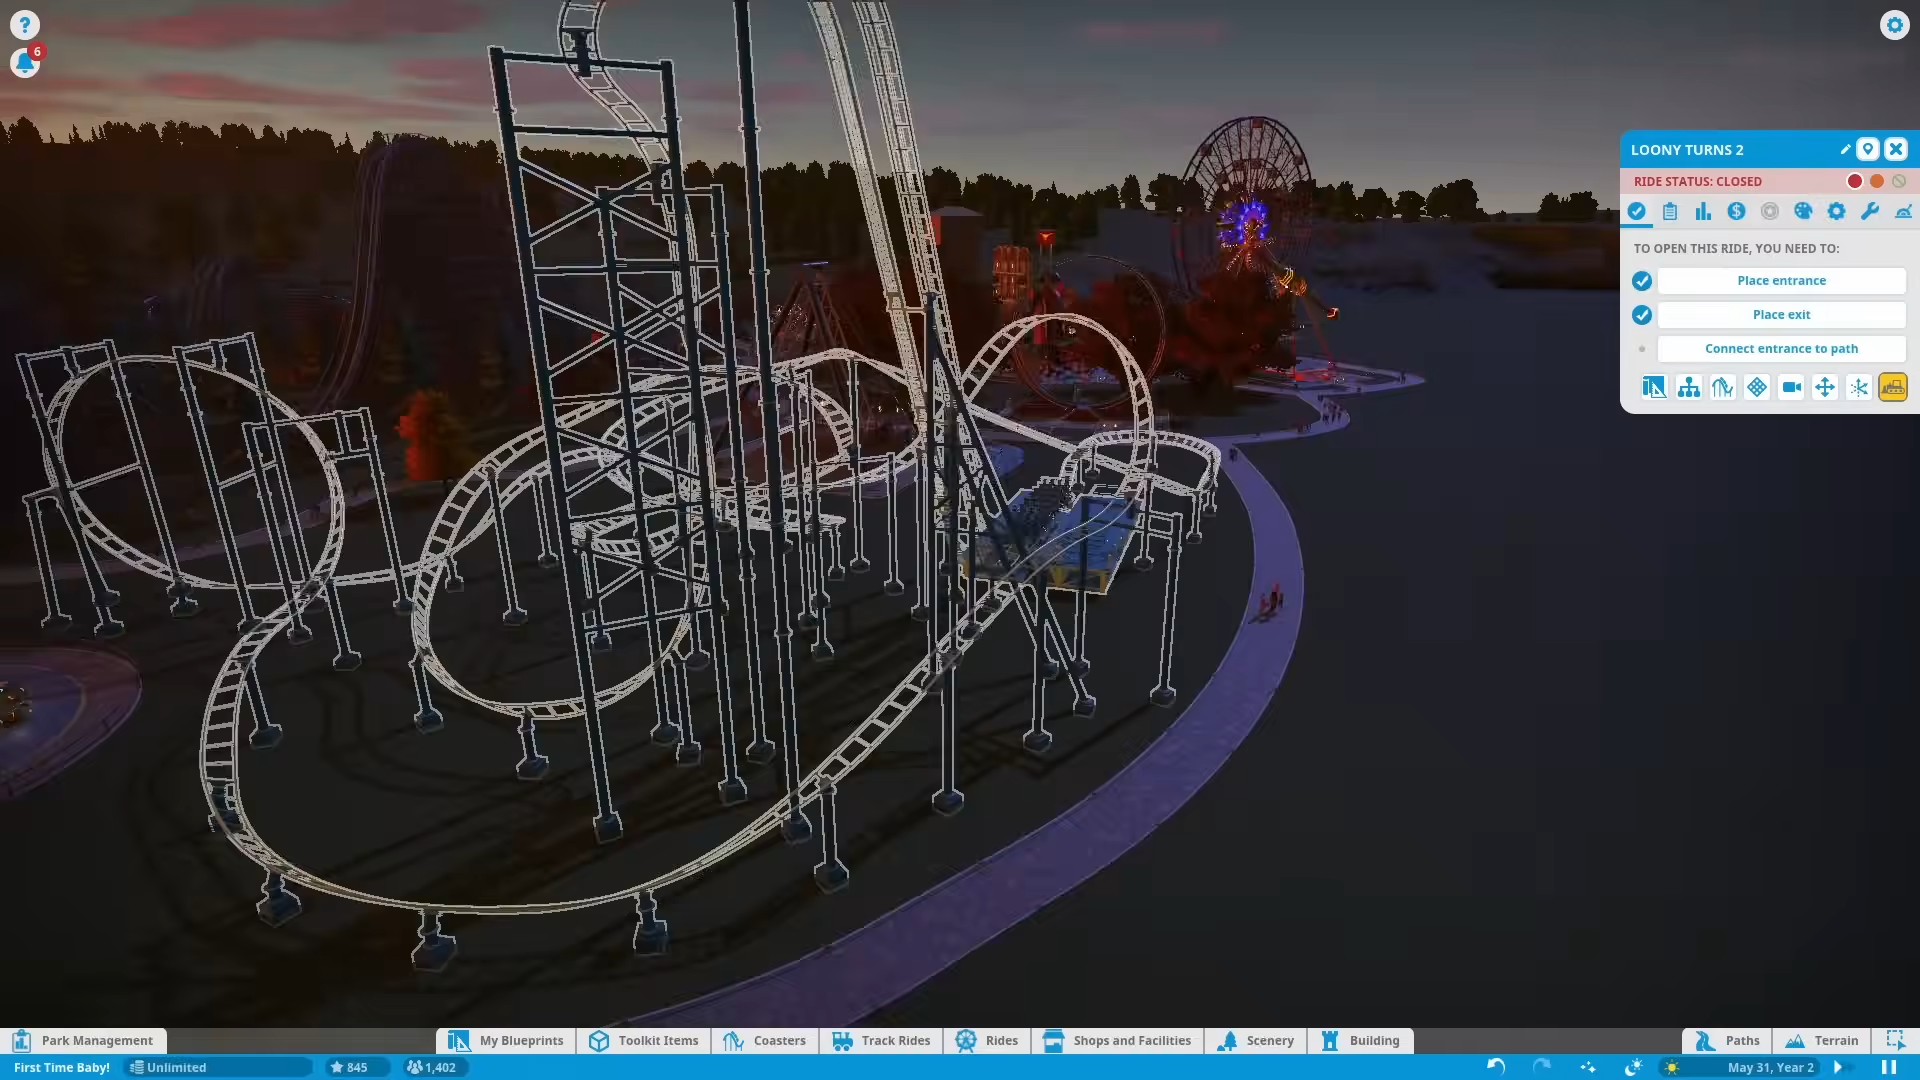 ?
6
LOONY TURNS 2
RIDE STATUS: CLOSED
TO OPEN THIS RIDE, YOU NEED TO:
Place entrance
Place exit
Connect entrance to path
Park Management
My Blueprints
Toolkit Items
Coasters
Track Rides
Rides
Shops and Facilities
Scenery
Building
Paths
Terrain
First Time Baby!
Unlimited
845
1,402
May 31, Year 2